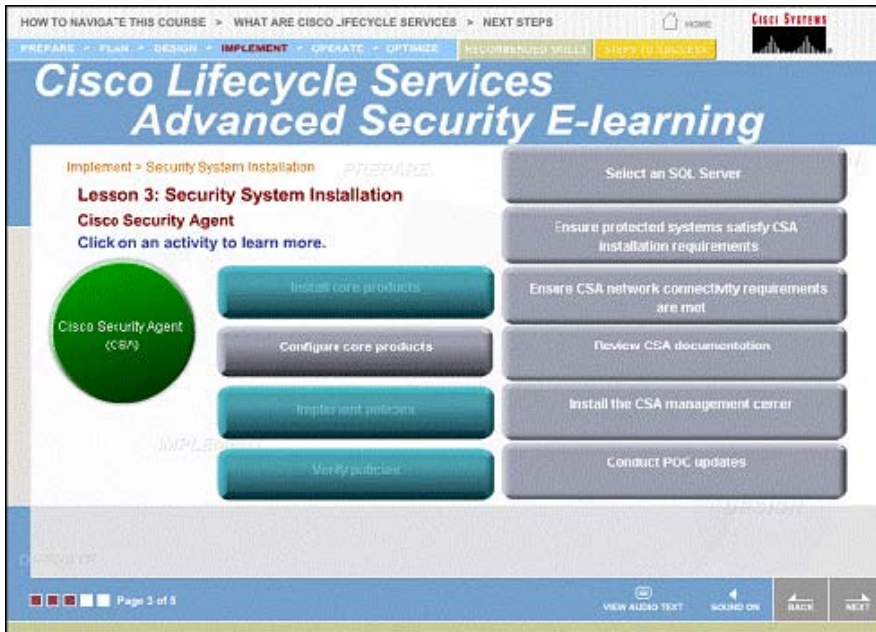 HOW TO NAVIGATE THIS COURSE > WHAT ARE CISCO LIFECYCLE SERVICES > NEXT STEPS
HOME
CISCO SYSTEMS
PREPARE PLAN DESIGN IMPLEMENT OPERATE OPTIMIZE
RECOMMENDED SKILLS
STEPS TO SUCCESS
Cisco Lifecycle Services
Advanced Security E-learning
Implement > Security System Installation
PREPARE
Lesson 3: Security System Installation
Cisco Security Agent
Click on an activity to learn more.
Cisco Security Agent
(CSA)
Install core products
Configure core products
Implement policies
Verify policies
Select an SQL Server
Ensure protected systems satisfy CSA
installation requirements
Ensure CSA network connectivity requirements
are met
Review CSA documentation
Install the CSA management center
Conduct POC updates
IMPLEMENT
DESIGN
Page 3 of 5
VIEW AUDIO TEXT
SOUND ON
BACK
NEXT